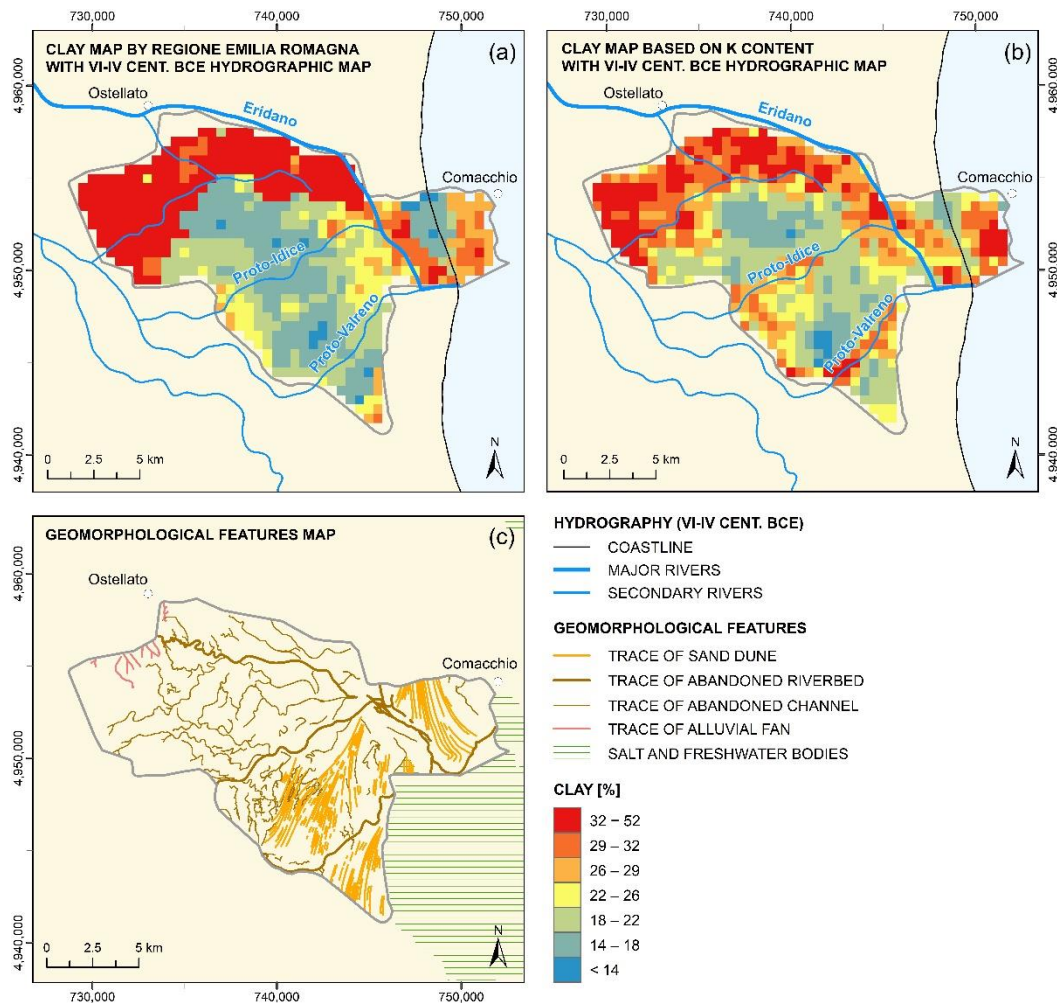 730,000
740,000
750,000
730,000
740,000
750,000
CLAY MAP BY REGIONE EMILIA ROMAGNA
WITH VI-IV CENT. BCE HYDROGRAPHIC MAP
(a)
4,960,000
4,950,000
4,940,000
Ostellato
Eridano
Comacchio
Proto-Idice
Proto-Valreno
0 2.5 5 km
N
CLAY MAP BASED ON K CONTENT
WITH VI-IV CENT. BCE HYDROGRAPHIC MAP
(b)
4,960,000
4,950,000
4,940,000
Ostellato
Eridano
Comacchio
Proto-Idice
Proto-Valreno
0 2.5 5 km
N
GEOMORPHOLOGICAL FEATURES MAP
(c)
4,960,000
4,950,000
4,940,000
Ostellato
Comacchio
0 2.5 5 km
N
730,000
740,000
750,000
HYDROGRAPHY (VI-IV CENT. BCE)
COASTLINE
MAJOR RIVERS
SECONDARY RIVERS
GEOMORPHOLOGICAL FEATURES
TRACE OF SAND DUNE
TRACE OF ABANDONED RIVERBED
TRACE OF ABANDONED CHANNEL
TRACE OF ALLUVIAL FAN
SALT AND FRESHWATER BODIES
CLAY [%]
32 – 52
29 – 32
26 – 29
22 – 26
18 – 22
14 – 18
< 14